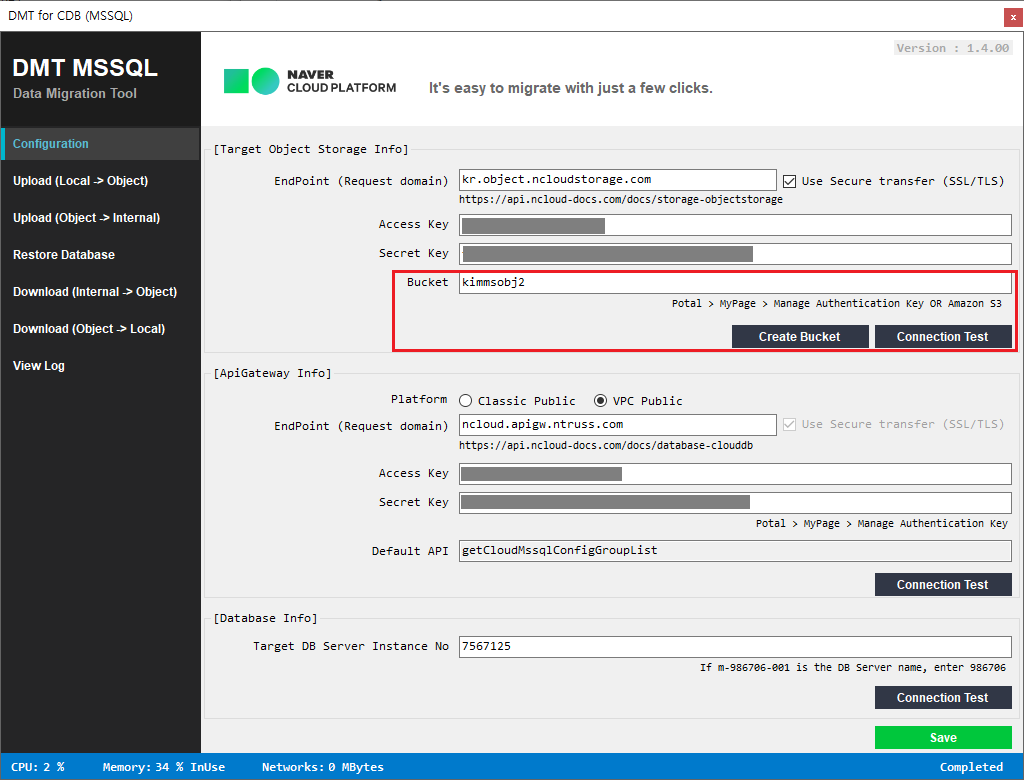 DMT for CDB (MSSQL)
x
DMT MSSQL
Data Migration Tool
Version : 1.4.00
NAVER
CLOUD PLATFORM
It's easy to migrate with just a few clicks.
Configuration
Upload (Local -> Object)
Upload (Object -> Internal)
Restore Database
Download (Internal -> Object)
Download (Object -> Local)
View Log
[Target Object Storage Info]
EndPoint (Request domain) kr.object.ncloudstorage.com Use Secure transfer (SSL/TLS)
https://api.ncloud-docs.com/docs/storage-objectstorage
Access Key
Secret Key
Bucket kimmsobj2
Potal > MyPage > Manage Authentication Key OR Amazon S3
Create Bucket Connection Test
[ApiGateway Info]
Platform Classic Public VPC Public
EndPoint (Request domain) ncloud.apigw.ntruss.com Use Secure transfer (SSL/TLS)
https://api.ncloud-docs.com/docs/database-clouddb
Access Key
Secret Key
Potal > MyPage > Manage Authentication Key
Default API getCloudMssqlConfigGroupList
Connection Test
[Database Info]
Target DB Server Instance No 7567125
If m-986706-001 is the DB Server name, enter 986706
Connection Test
Save
CPU: 2 % Memory: 34 % InUse Networks: 0 MBytes Completed